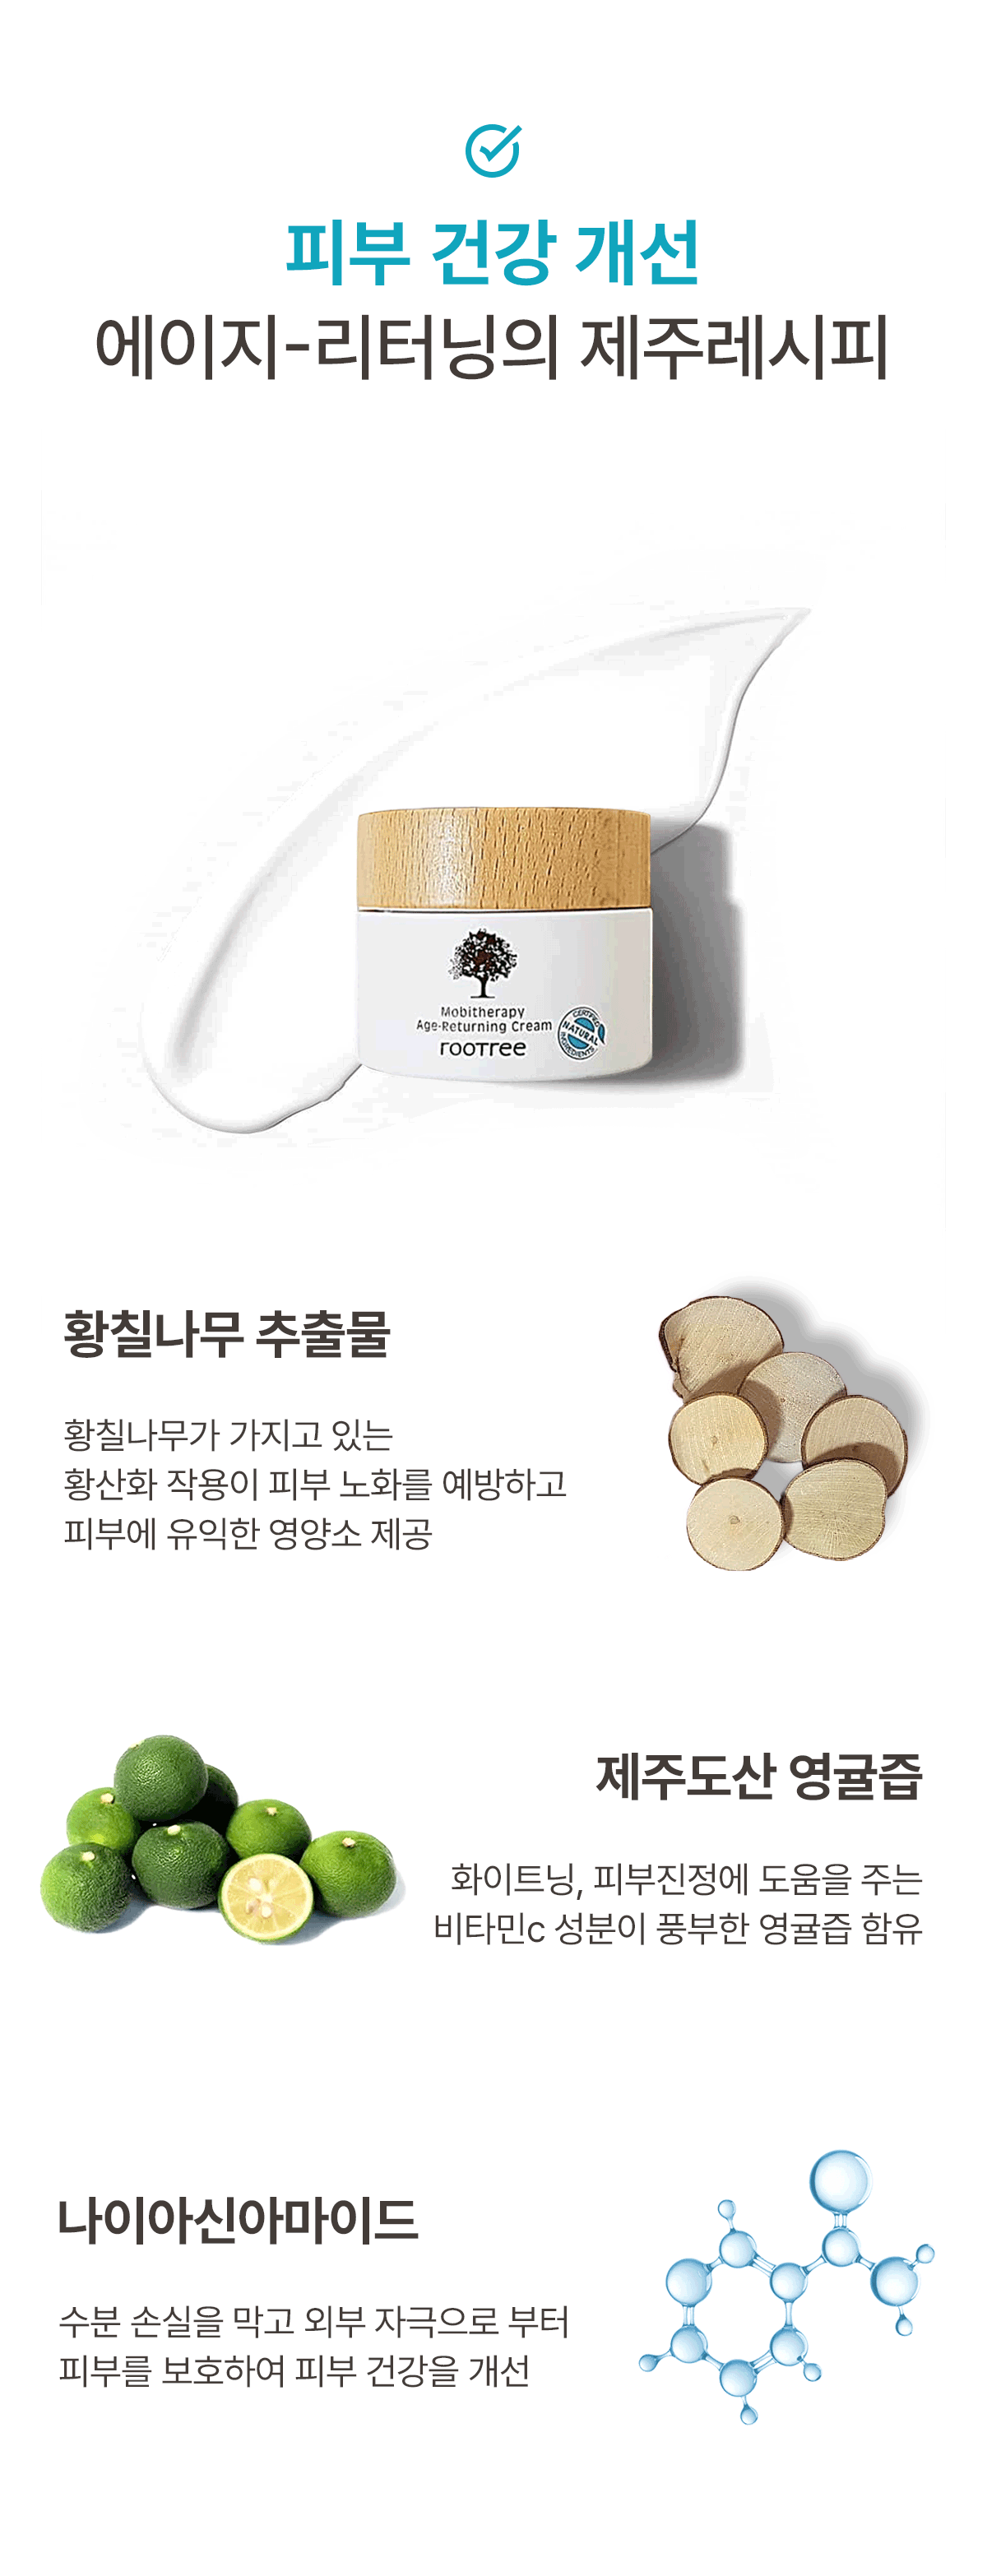 피부 건강 개선
에이지-리터닝의 제주레시피
Mobitherapy
Age-Returning Cream
rooTree
CERTIFIED
NATURAL
INGREDIENTS
황칠나무 추출물
황칠나무가 가지고 있는
황산화 작용이 피부 노화를 예방하고
피부에 유익한 영양소 제공
제주도산 영귤즙
화이트닝, 피부진정에 도움을 주는
비타민c 성분이 풍부한 영귤즙 함유
나이아신아마이드
수분 손실을 막고 외부 자극으로 부터
피부를 보호하여 피부 건강을 개선